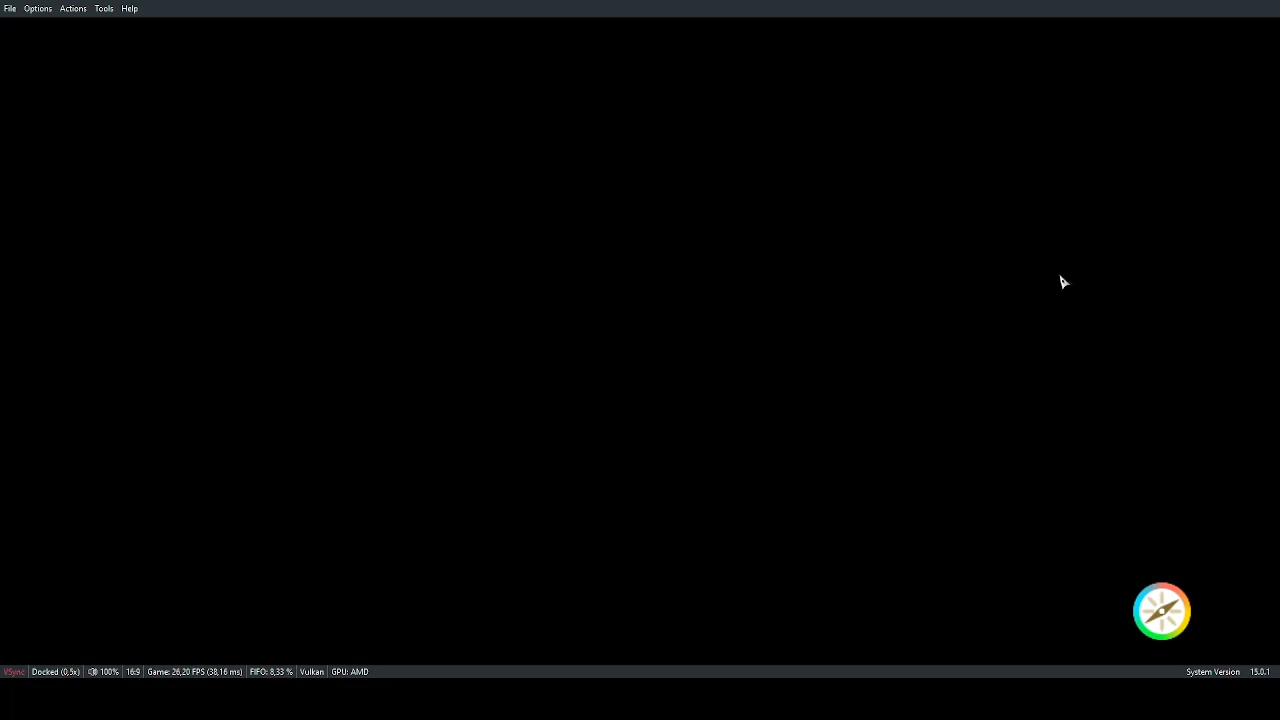 File Options Actions Tools Help
VSync Docked (0,5x) 100% 16:9 Game: 26,20 FPS (38,16 ms) FIFO: 8,33 % Vulkan GPU: AMD System Version 15.0.1